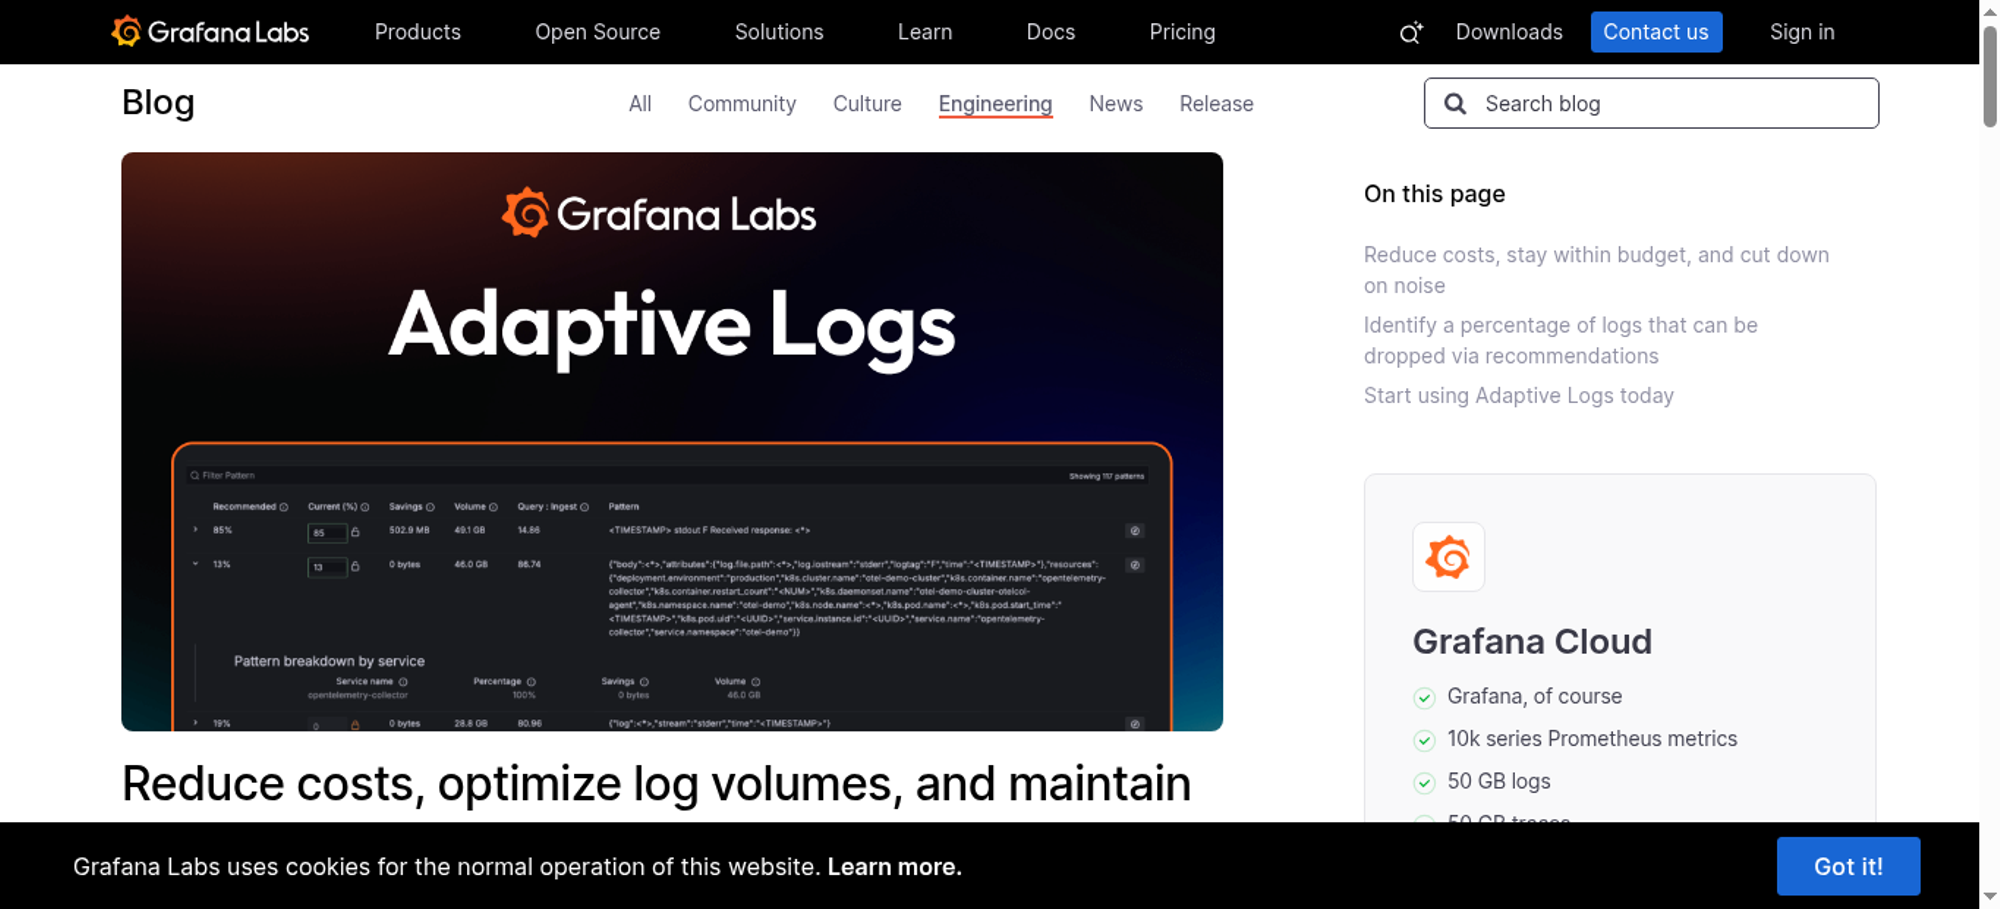 Grafana Labs
Products
Open Source
Solutions
Learn
Docs
Pricing
Downloads
Contact us
Sign in
Blog
All
Community
Culture
Engineering
News
Release
Search blog
Grafana Labs
Adaptive Logs
Filter Pattern
Showing 117 patterns
Recommended Current (%) Savings Volume Query : Ingest Pattern
85% 85 502.9 MB 49.1 GB 14.86 <TIMESTAMP> stdout F Received response: <*>
13% 13 0 bytes 46.0 GB 86.74 {"body":<*>,"attributes":{"log.file.path":<*>,"log.iostream":"stderr","logtag":"F","time":"<TIMESTAMP>"},"resources":
{"deployment.environment":"production","k8s.cluster.name":"otel-demo-cluster","k8s.container.name":"opentelemetry-
collector","k8s.container.restart_count":"<NUM>","k8s.daemonset.name":"otel-demo-cluster-otelcol-
agent","k8s.namespace.name":"otel-demo","k8s.node.name":<*>,"k8s.pod.name":<*>,"k8s.pod.start_time":"
<TIMESTAMP>","k8s.pod.uid":"<UUID>","service.instance.id":"<UUID>","service.name":"opentelemetry-
collector","service.namespace":"otel-demo"}}
Pattern breakdown by service
Service name Percentage Savings Volume
opentelemetry-collector 100% 0 bytes 46.0 GB
19% 0 0 bytes 28.8 GB 80.96 {"log":<*>,"stream":"stderr","time":"<TIMESTAMP>"}
Reduce costs, optimize log volumes, and maintain
On this page
Reduce costs, stay within budget, and cut down
on noise
Identify a percentage of logs that can be
dropped via recommendations
Start using Adaptive Logs today
Grafana Cloud
Grafana, of course
10k series Prometheus metrics
50 GB logs
50 GB traces
Grafana Labs uses cookies for the normal operation of this website. Learn more.
Got it!